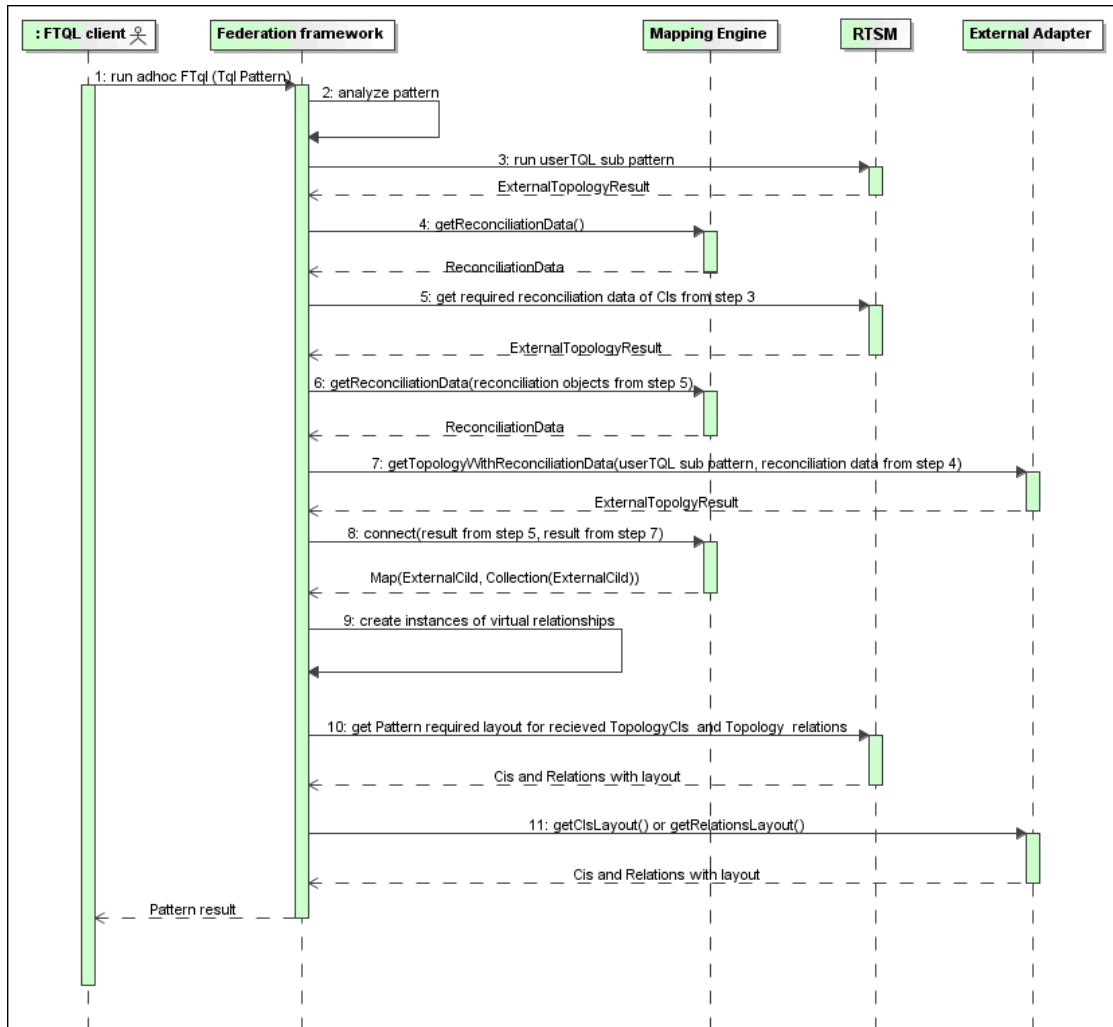 : FTQL client
Federation framework
Mapping Engine
RTSM
External Adapter
1: run adhoc FTql (Tql Pattern)
2: analyze pattern
3: run userTQL sub pattern
ExternalTopologyResult
4: getReconciliationData()
ReconciliationData
5: get required reconciliation data of CIs from step 3
ExternalTopologyResult
6: getReconciliationData(reconciliation objects from step 5)
ReconciliationData
7: getTopologyWithReconciliationData(userTQL sub pattern, reconciliation data from step 4)
ExternalTopolgyResult
8: connect(result from step 5, result from step 7)
Map(ExternalCiId, Collection(ExternalCiId))
9: create instances of virtual relationships
10: get Pattern required layout for recieved TopologyCIs and Topology relations
Cis and Relations with layout
11: getCIsLayout() or getRelationsLayout()
Cis and Relations with layout
Pattern result